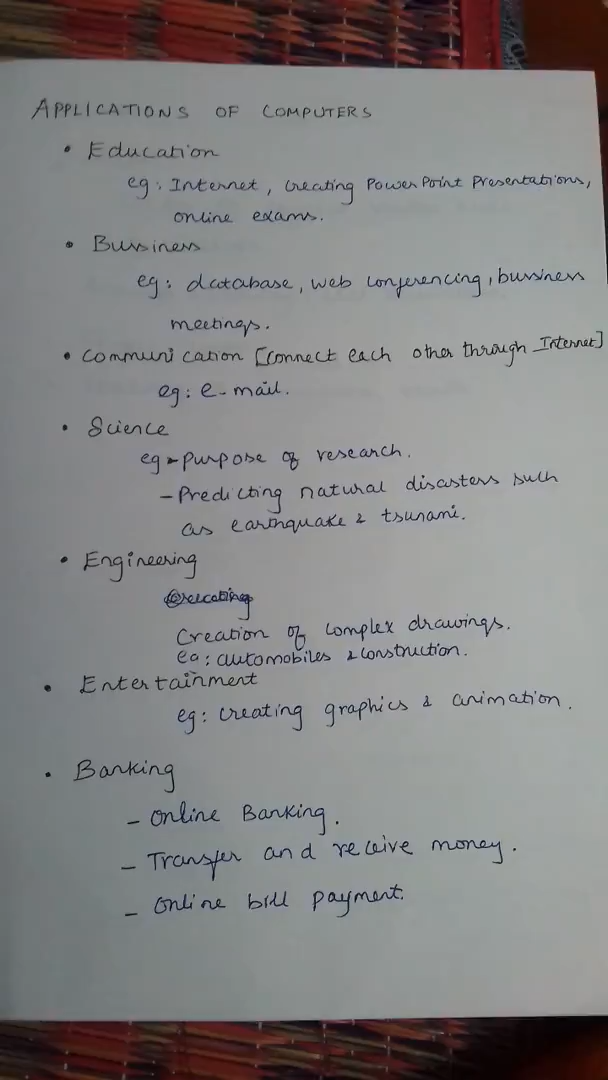 APPLICATIONS OF COMPUTERS
• Education
eg: Internet, creating PowerPoint Presentations,
online exams.
• Bussiness
eg: database, web conferencing, bussiness
meetings.
• Communication [connect each other through Internet]
eg: e-mail.
• Science
eg - purpose of research.
- Predicting natural disasters such
as earthquake & tsunami.
• Engineering
Creation of complex drawings.
eg: automobiles & construction.
• Entertainment
eg: creating graphics & animation.
• Banking
- Online Banking.
- Transfer and receive money.
- Online bill payment.